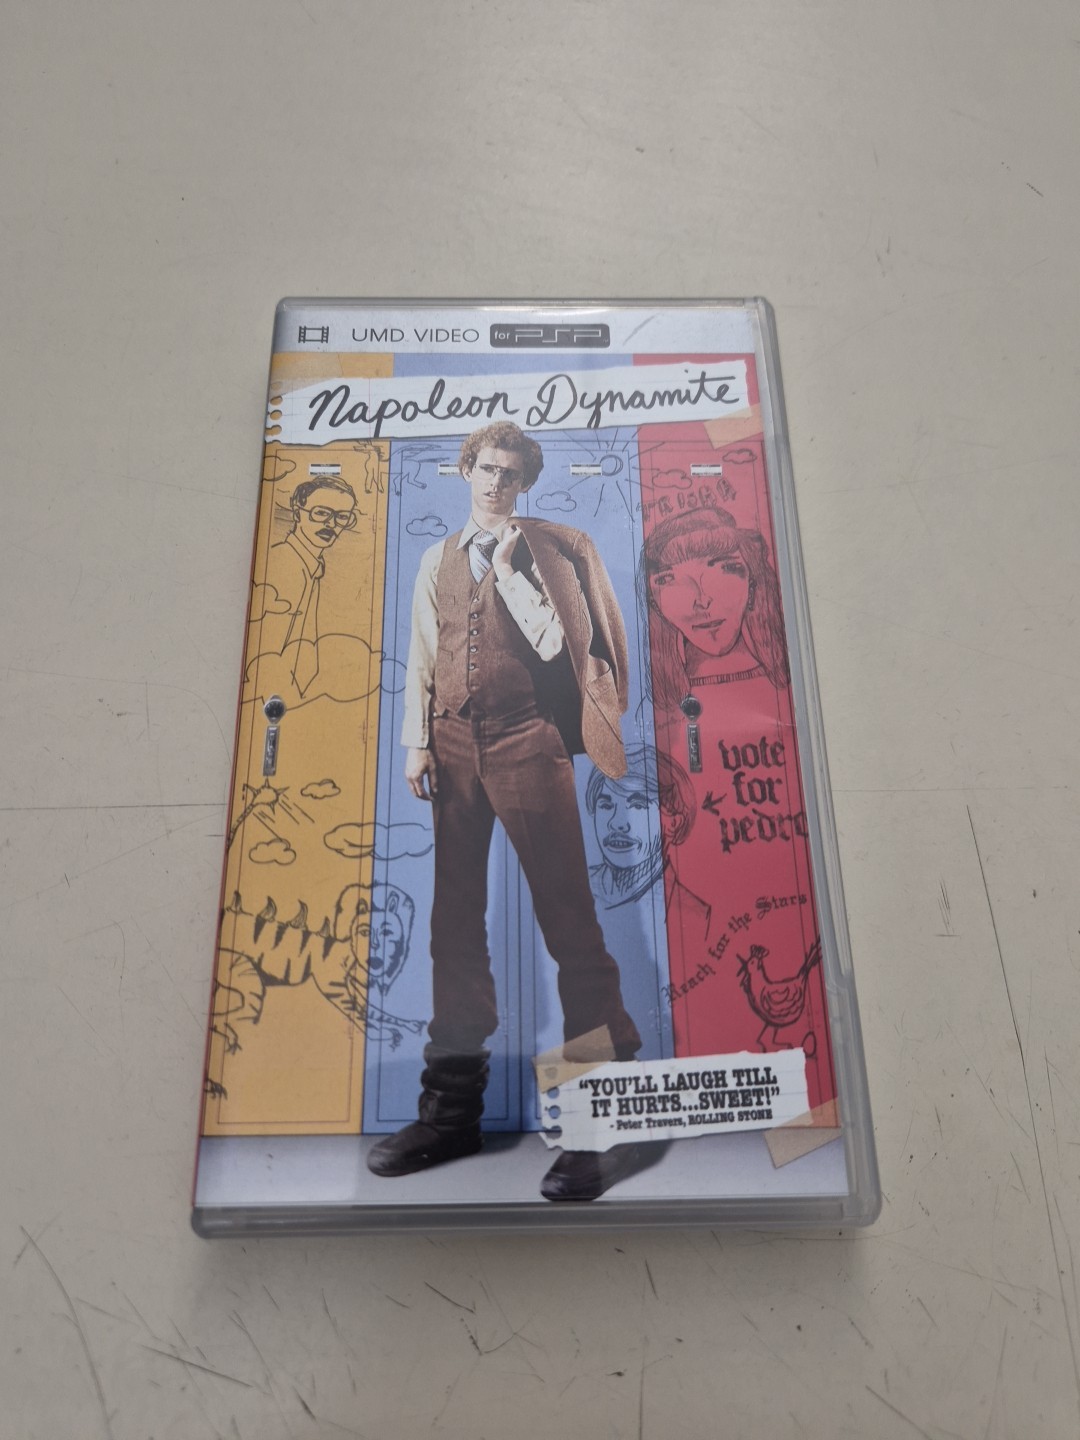 UMD VIDEO for PSP
Napoleon Dynamite
TRISHA
vote
for
pedro
Reach for the Stars
"YOU'LL LAUGH TILL
IT HURTS...SWEET!"
- Peter Travers, ROLLING STONE